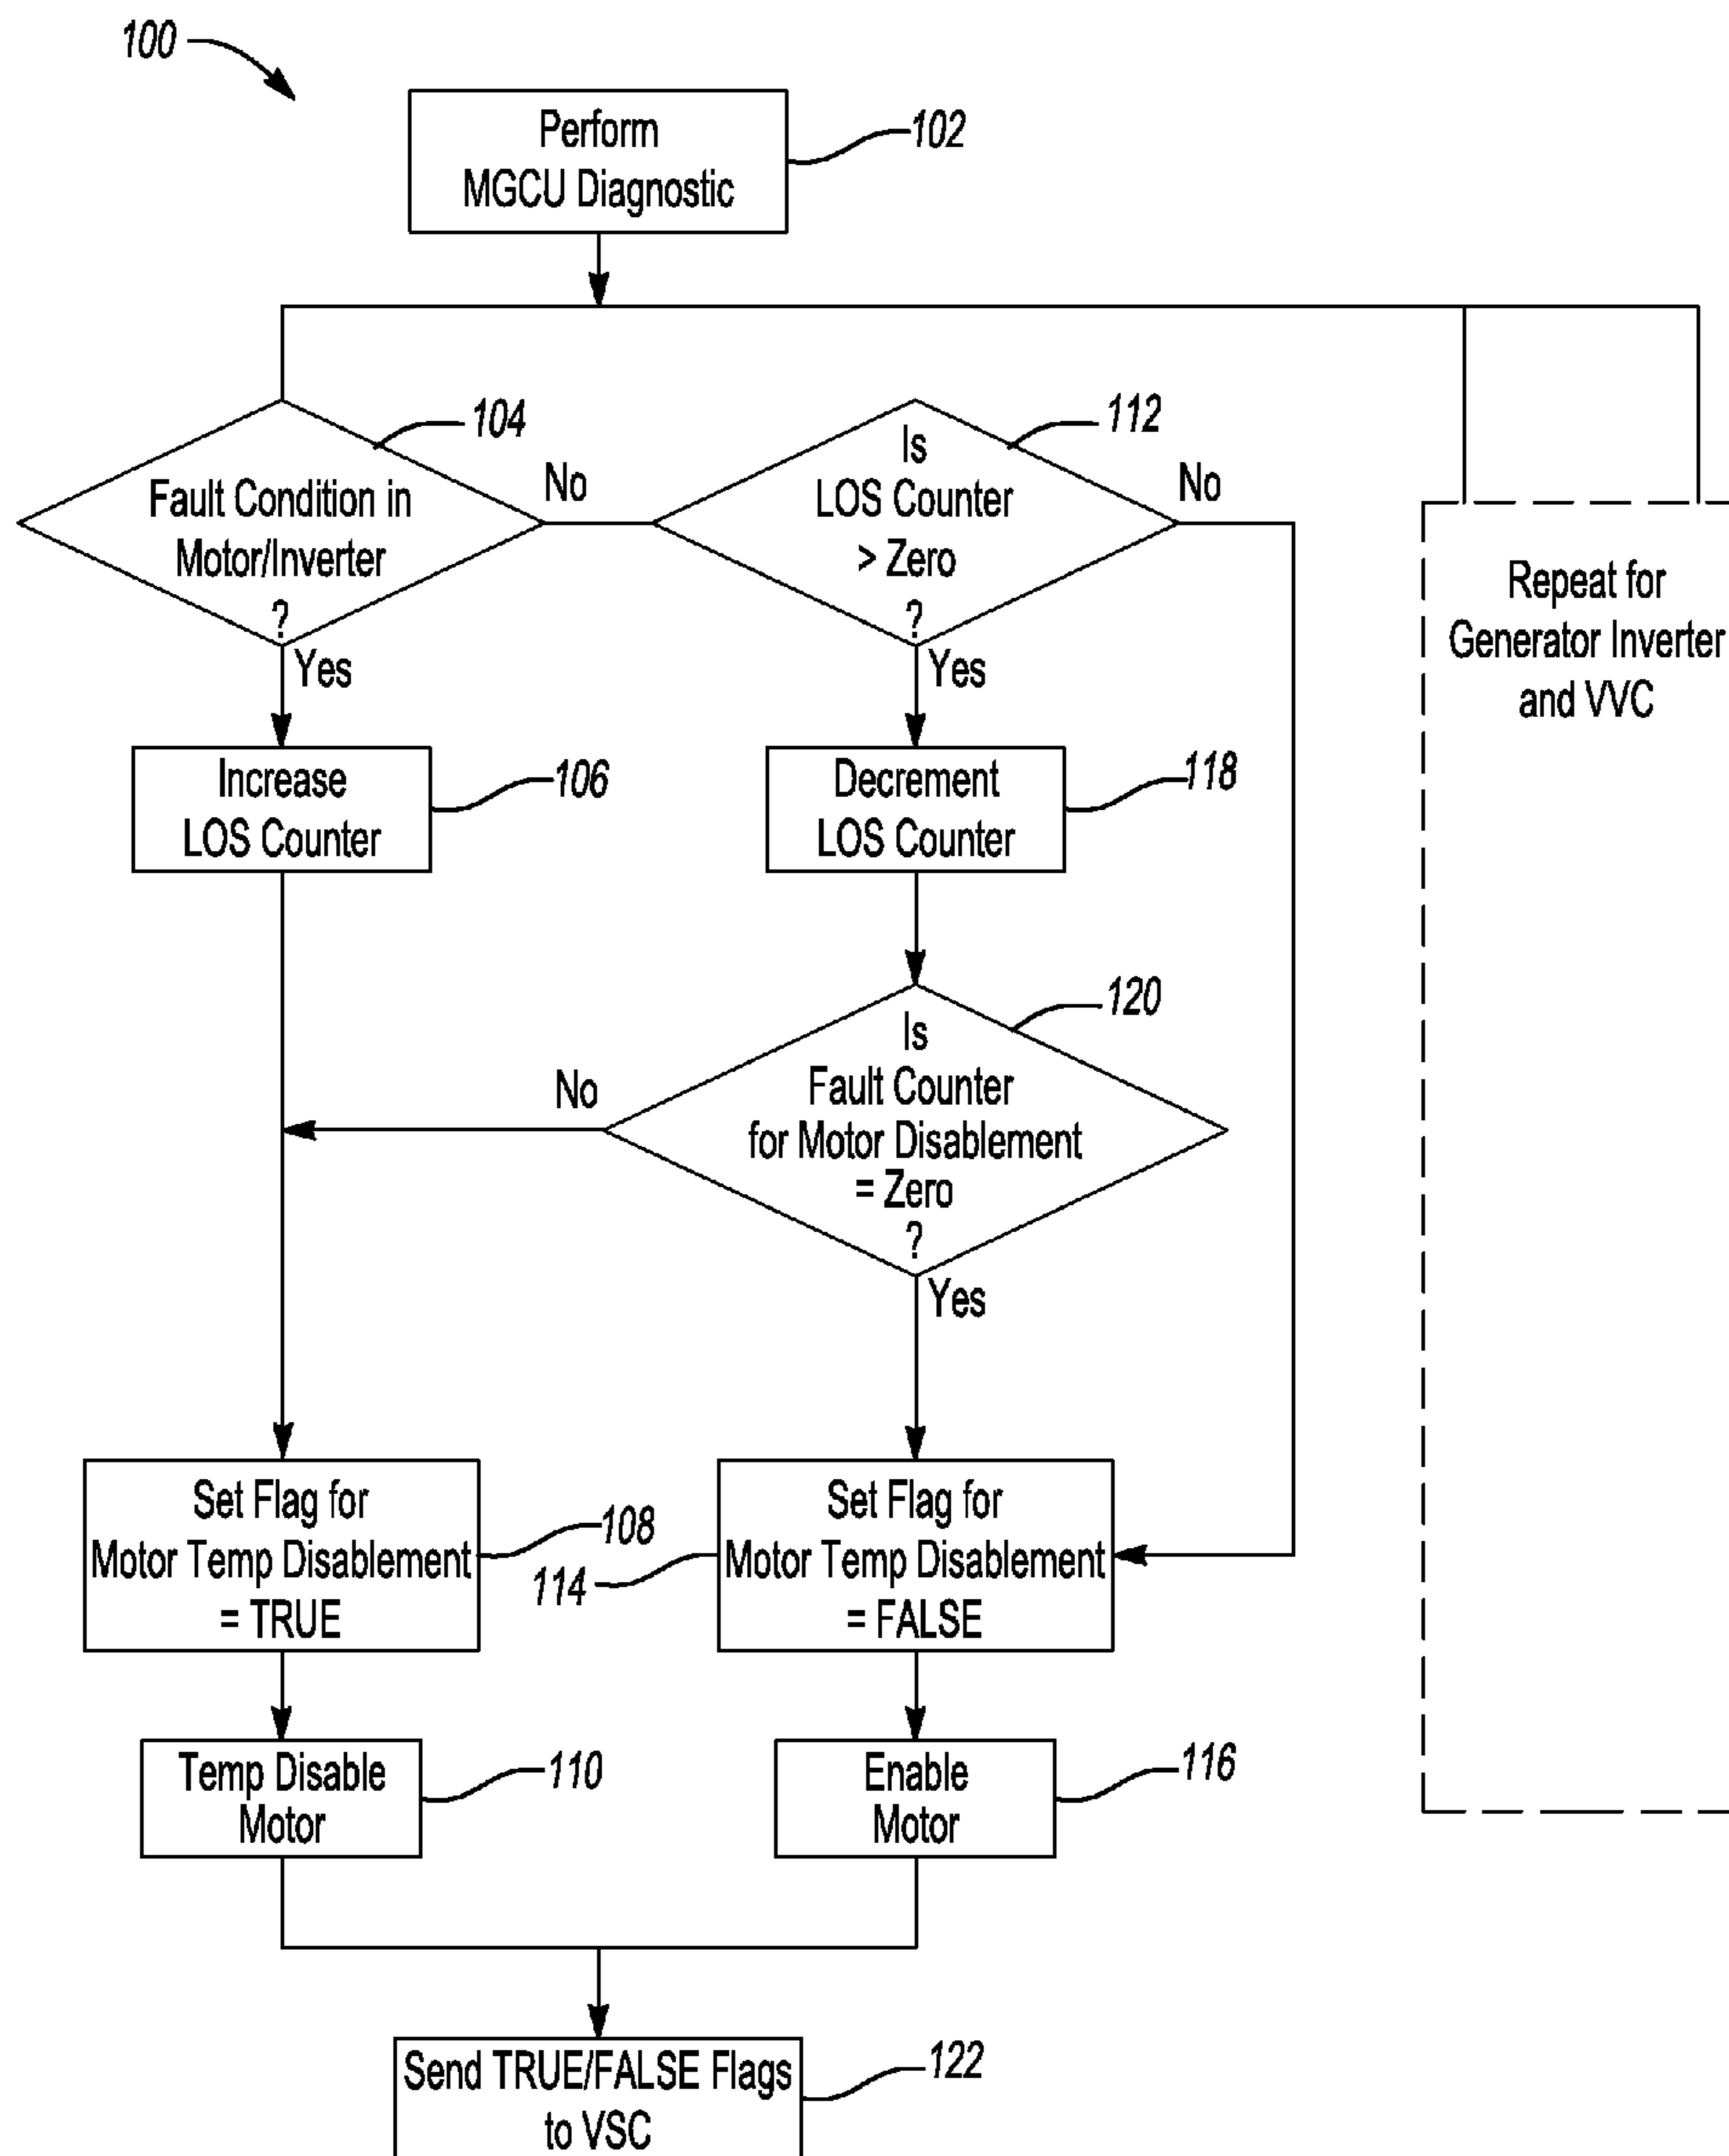 100
Perform
MGCU Diagnostic
102
104
Fault Condition in
Motor/Inverter
?
No
Yes
112
Is
LOS Counter
> Zero
?
No
Yes
Repeat for
Generator Inverter
and VVC
Increase
LOS Counter
106
Decrement
LOS Counter
118
120
Is
Fault Counter
for Motor Disablement
= Zero
?
No
Yes
Set Flag for
Motor Temp Disablement
= TRUE
108
114
Set Flag for
Motor Temp Disablement
= FALSE
Temp Disable
Motor
110
Enable
Motor
116
Send TRUE/FALSE Flags
to VSC
122